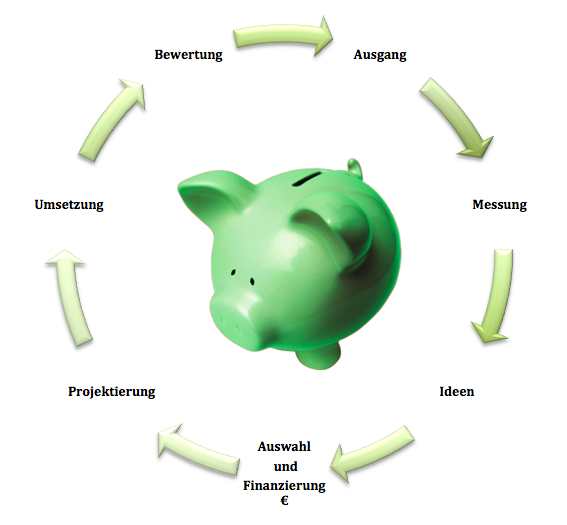 Bewertung
Ausgang
Umsetzung
Messung
Projektierung
Ideen
Auswahl
und
Finanzierung
€